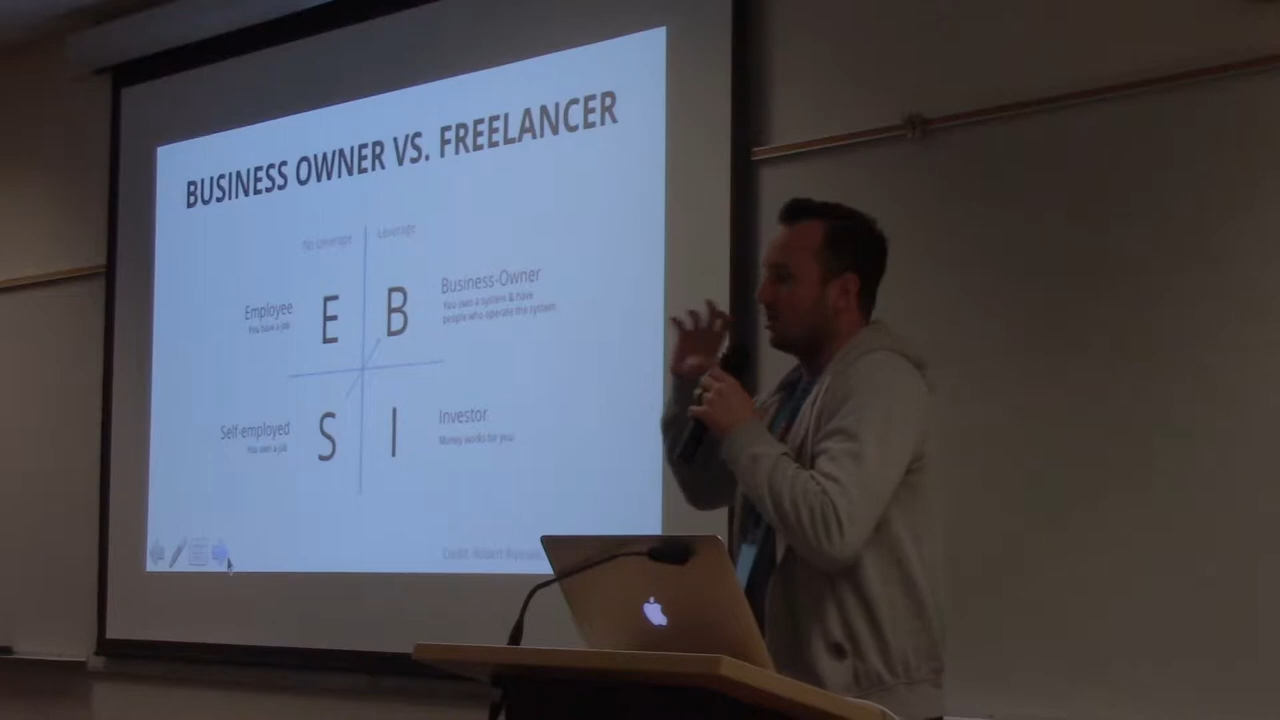 BUSINESS OWNER VS. FREELANCER
No Leverage
Leverage
Employee
You have a job
E
B
Business-Owner
You own a system & have
people who operate the system
Self-employed
You own a job
S
I
Investor
Money works for you
Credit: Robert